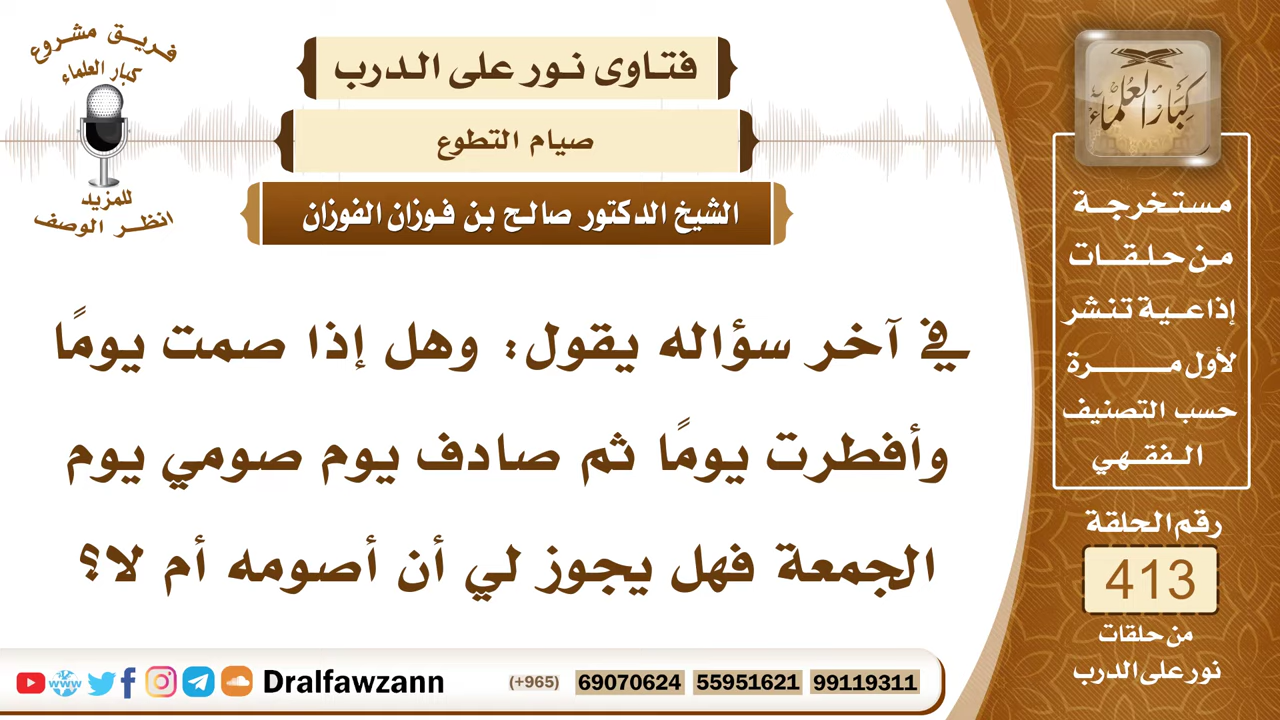 فريق مشروع
كبار العلماء
للمزيد
انظر الوصف
فتاوى نور على الدرب
صيام التطوع
الشيخ الدكتور صالح بن فوزان الفوزان
في آخر سؤاله يقول: وهل إذا صمت يومًا
وأفطرت يومًا ثم صادف يوم صومي يوم
الجمعة فهل يجوز لي أن أصومه أم لا؟
كبار العلماء
مستخرجة
من حلقات
إذاعية تنشر
لأول مرة
حسب التصنيف
الفقهي
رقم الحلقة
413
من حلقات
نور على الدرب
www Dralfawzann (+965) 69070624 55951621 99119311